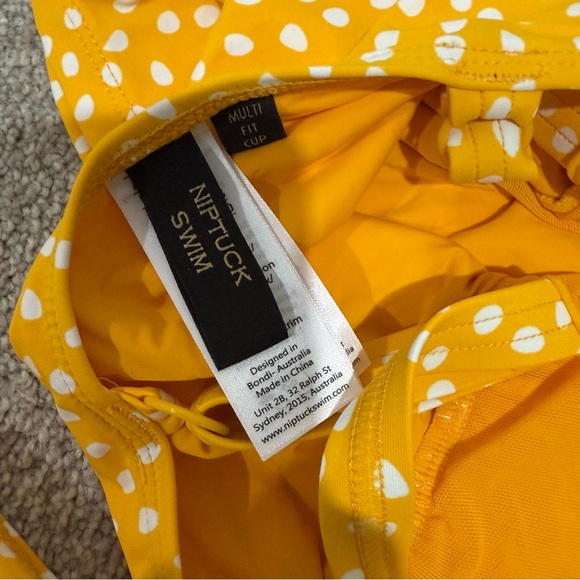 MULTI
FIT
CUP
NIPTUCK
SWIM
Designed in
Bondi- Australia
Made in China
Unit 2B, 32 Ralph St
Sydney, 2015, Australia
www.niptuckswim.com